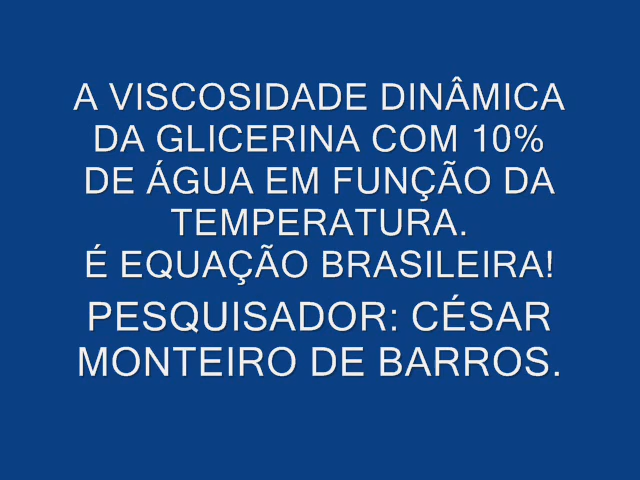 A VISCOSIDADE DINÂMICA
DA GLICERINA COM 10%
DE ÁGUA EM FUNÇÃO DA
TEMPERATURA.
É EQUAÇÃO BRASILEIRA!
PESQUISADOR: CÉSAR
MONTEIRO DE BARROS.